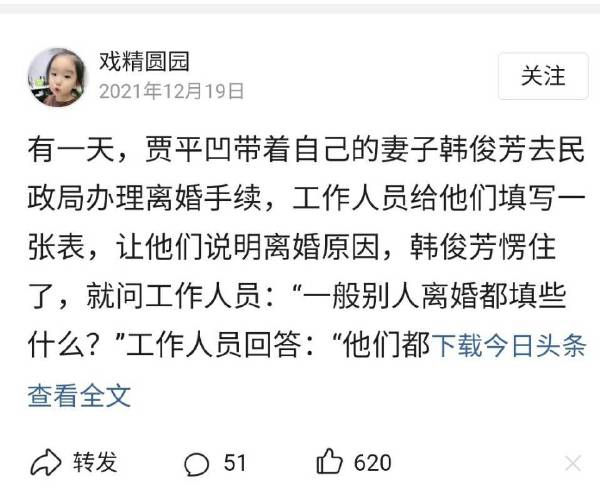 戏精圆园
2021年12月19日
关注
有一天，贾平凹带着自己的妻子韩俊芳去民
政局办理离婚手续，工作人员给他们填写一
张表，让他们说明离婚原因，韩俊芳愣住
了，就问工作人员：“一般别人离婚都填些
什么？”工作人员回答：“他们都下载今日头条
查看全文
转发
51
620